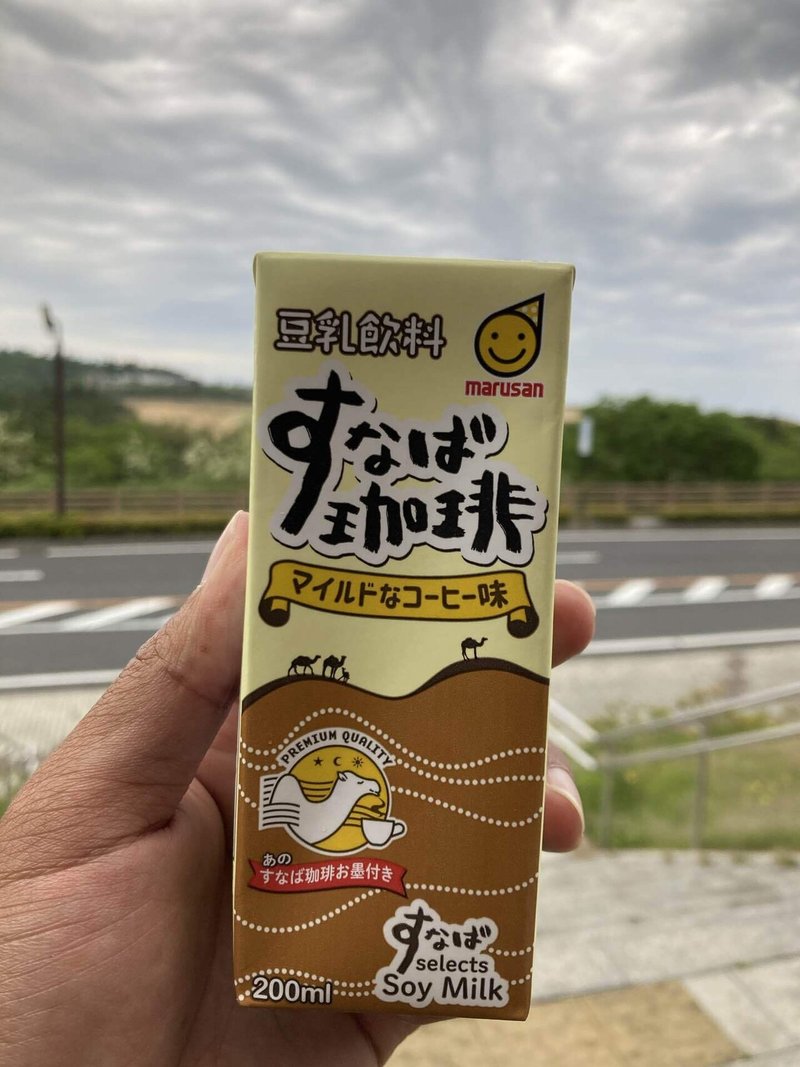 豆乳飲料
marusan
すなば
珈琲
マイルドなコーヒー味
PREMIUM QUALITY
あの
すなば珈琲お墨付き
すなば
selects
Soy Milk
200ml